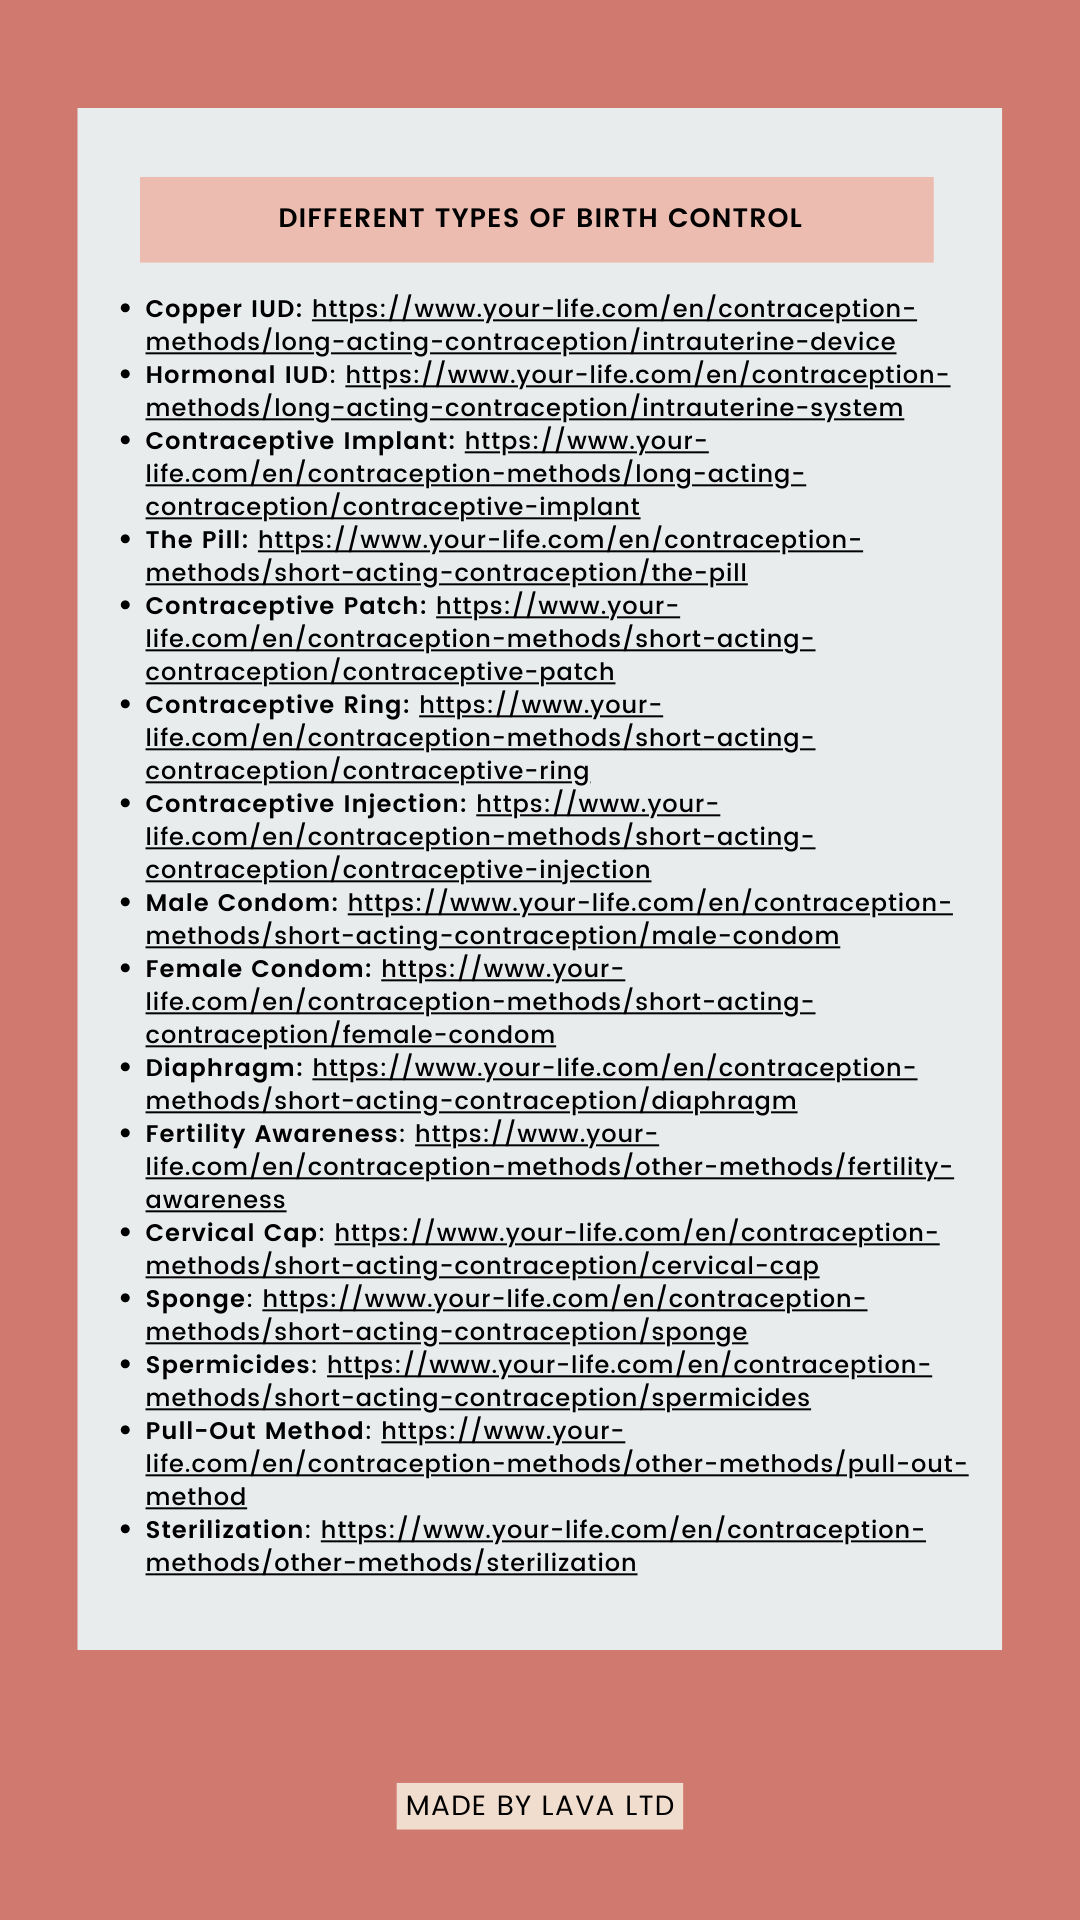 DIFFERENT TYPES OF BIRTH CONTROL
• Copper IUD: https://www.your-life.com/en/contraception-
methods/long-acting-contraception/intrauterine-device
• Hormonal IUD: https://www.your-life.com/en/contraception-
methods/long-acting-contraception/intrauterine-system
• Contraceptive Implant: https://www.your-
life.com/en/contraception-methods/long-acting-
contraception/contraceptive-implant
• The Pill: https://www.your-life.com/en/contraception-
methods/short-acting-contraception/the-pill
• Contraceptive Patch: https://www.your-
life.com/en/contraception-methods/short-acting-
contraception/contraceptive-patch
• Contraceptive Ring: https://www.your-
life.com/en/contraception-methods/short-acting-
contraception/contraceptive-ring
• Contraceptive Injection: https://www.your-
life.com/en/contraception-methods/short-acting-
contraception/contraceptive-injection
• Male Condom: https://www.your-life.com/en/contraception-
methods/short-acting-contraception/male-condom
• Female Condom: https://www.your-
life.com/en/contraception-methods/short-acting-
contraception/female-condom
• Diaphragm: https://www.your-life.com/en/contraception-
methods/short-acting-contraception/diaphragm
• Fertility Awareness: https://www.your-
life.com/en/contraception-methods/other-methods/fertility-
awareness
• Cervical Cap: https://www.your-life.com/en/contraception-
methods/short-acting-contraception/cervical-cap
• Sponge: https://www.your-life.com/en/contraception-
methods/short-acting-contraception/sponge
• Spermicides: https://www.your-life.com/en/contraception-
methods/short-acting-contraception/spermicides
• Pull-Out Method: https://www.your-
life.com/en/contraception-methods/other-methods/pull-out-
method
• Sterilization: https://www.your-life.com/en/contraception-
methods/other-methods/sterilization
MADE BY LAVA LTD